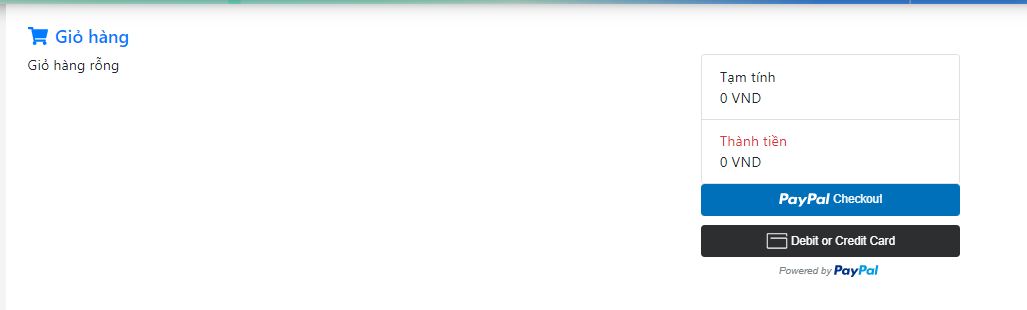 Giỏ hàng
Giỏ hàng rỗng
Tạm tính
0 VND
Thành tiền
0 VND
PayPal Checkout
Debit or Credit Card
Powered by PayPal